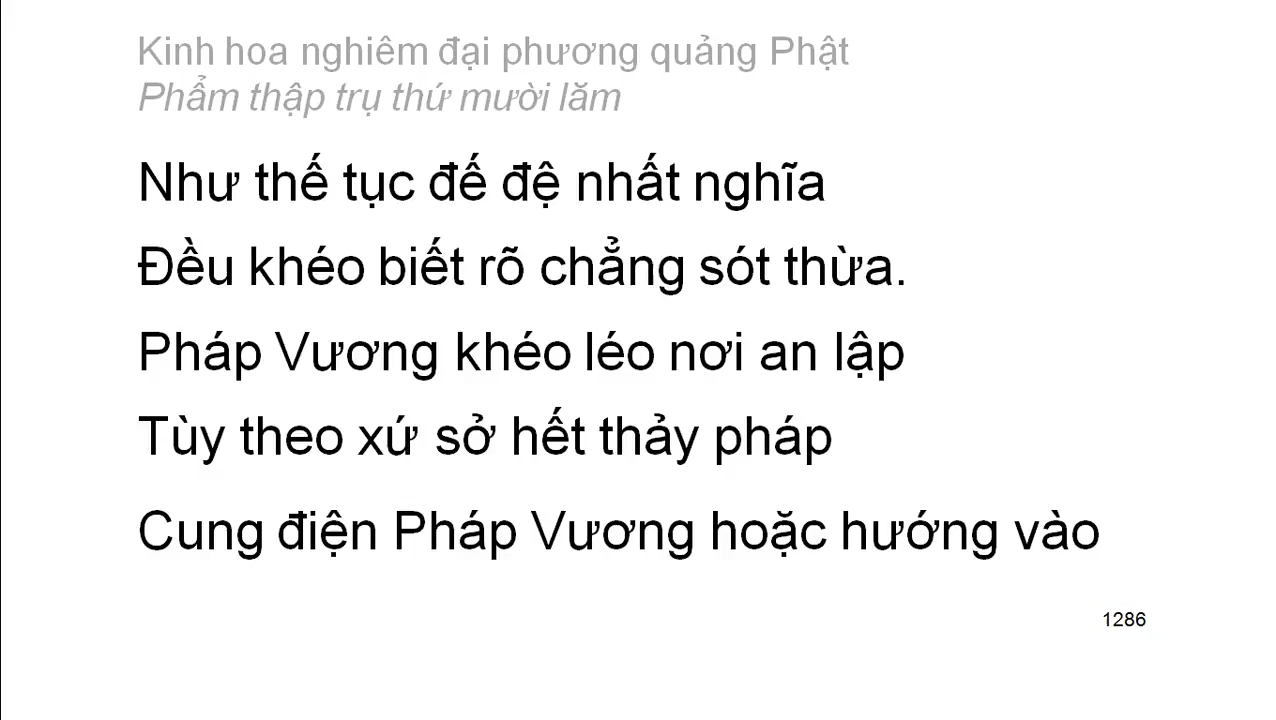 Kinh hoa nghiêm đại phương quảng Phật
Phẩm thập trụ thứ mười lăm
Như thế tục đế đệ nhất nghĩa
Đều khéo biết rõ chẳng sót thừa.
Pháp Vương khéo léo nơi an lập
Tùy theo xứ sở hết thảy pháp
Cung điện Pháp Vương hoặc hướng vào
1286